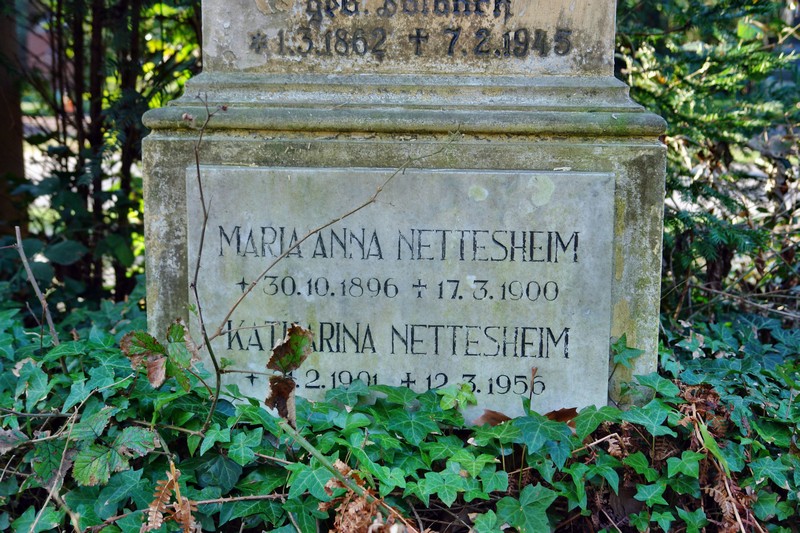 geb.
* 1.3.1862 ✝ 7.2.1945
MARIA ANNA NETTESHEIM
* 30.10.1896 ✝ 17.3.1900
KATHARINA NETTESHEIM
.2.1901 ✝ 12.3.1956